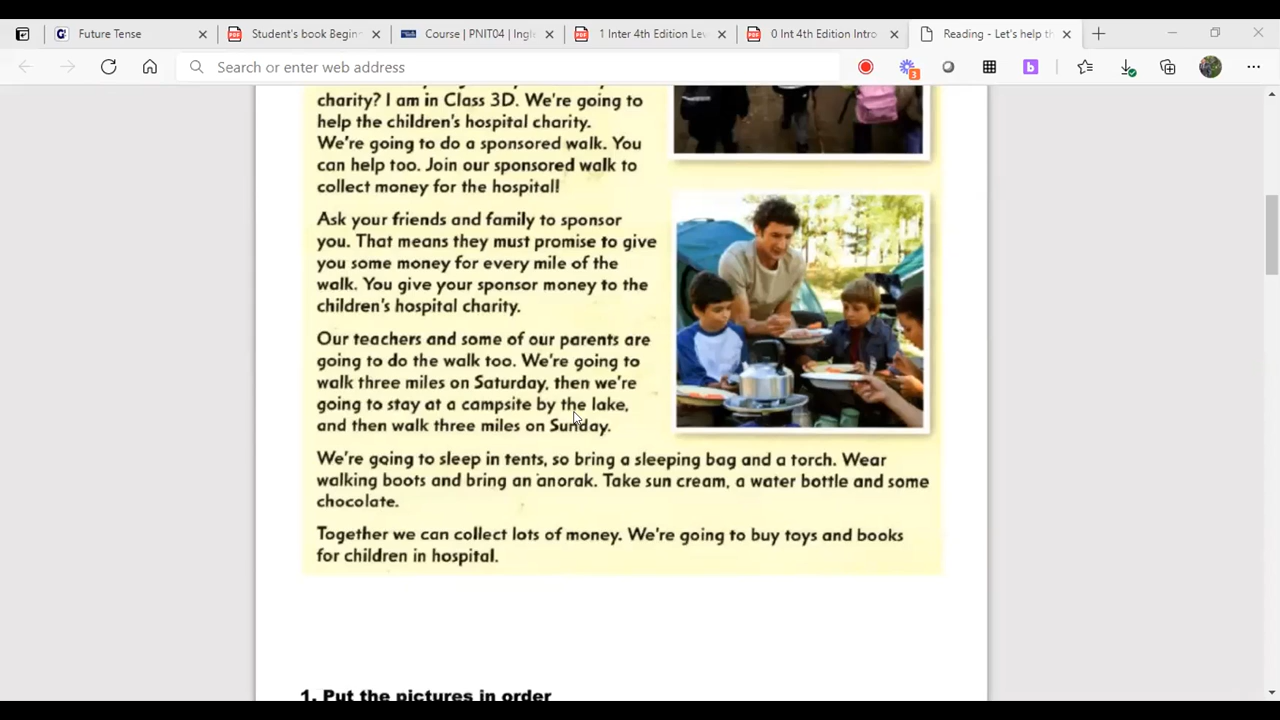 Future Tense
Student's book Begin
Course | PNIT04 | Ingl
1 Inter 4th Edition Lev
0 Int 4th Edition Intro
Reading - Let's help th
Search or enter web address
3
b
charity? I am in Class 3D. We're going to
help the children's hospital charity.
We're going to do a sponsored walk. You
can help too. Join our sponsored walk to
collect money for the hospital!
Ask your friends and family to sponsor
you. That means they must promise to give
you some money for every mile of the
walk. You give your sponsor money to the
children's hospital charity.
Our teachers and some of our parents are
going to do the walk too. We're going to
walk three miles on Saturday, then we're
going to stay at a campsite by the lake,
and then walk three miles on Sunday.
We're going to sleep in tents, so bring a sleeping bag and a torch. Wear
walking boots and bring an anorak. Take sun cream, a water bottle and some
chocolate.
Together we can collect lots of money. We're going to buy toys and books
for children in hospital.
1. Put the pictures in order